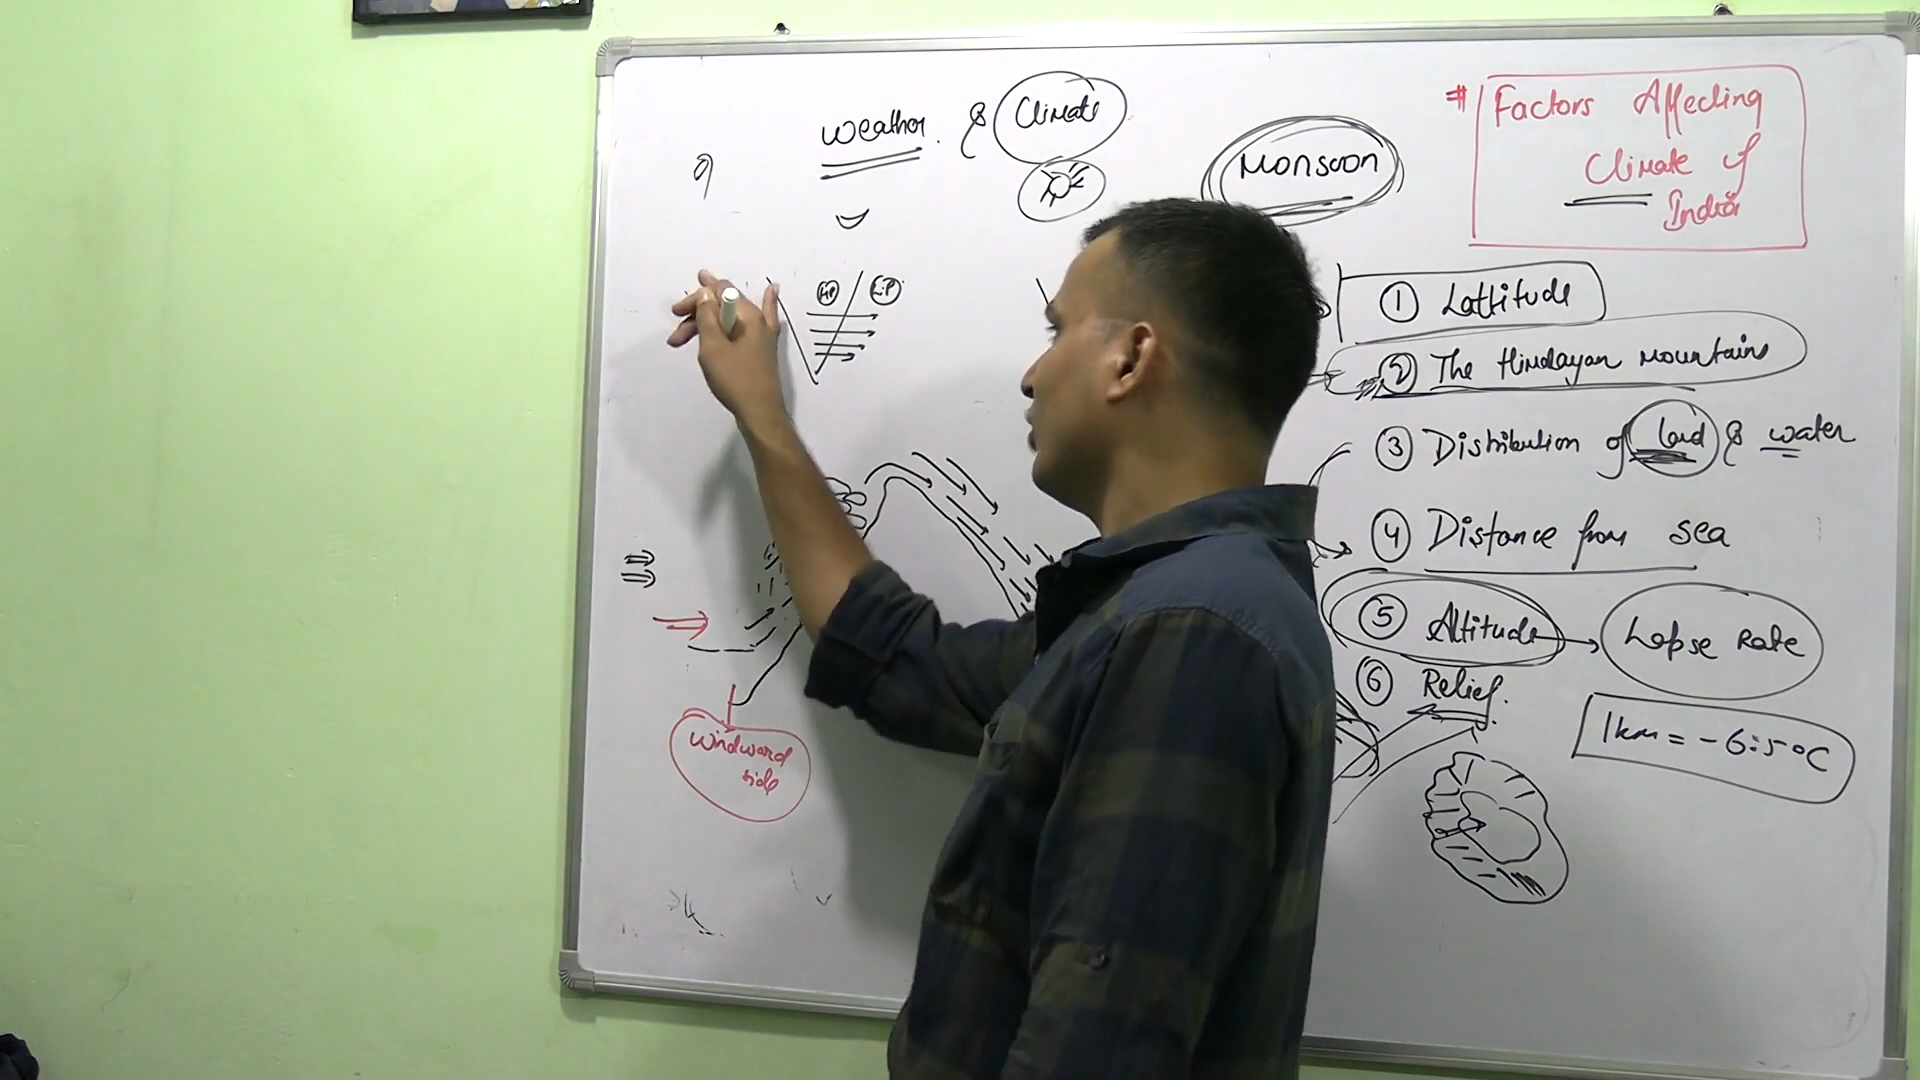 Weather. & Climate
Monsoon
# Factors Affecting
Climate of
India
HP L.P
① Lattitude
② The Himalayan Mountains
③ Distribution of Land & water
④ Distance from sea
⑤ Altitude → Lapse Rate
⑥ Relief.
1km = -6.5°C
Windward
side